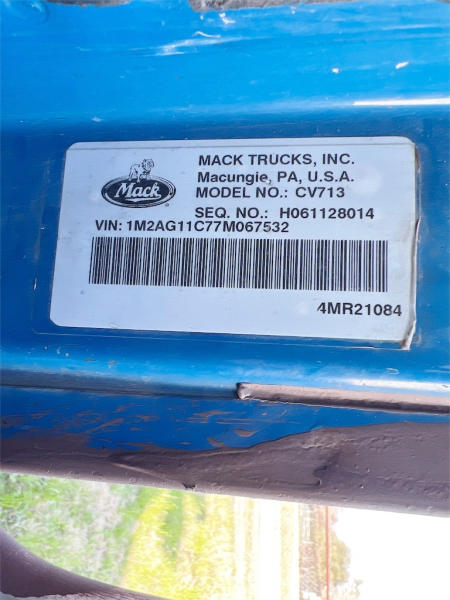 Mack
MACK TRUCKS, INC.
Macungie, PA, U.S.A.
MODEL NO.: CV713
SEQ. NO.: H061128014
VIN: 1M2AG11C77M067532
4MR21084